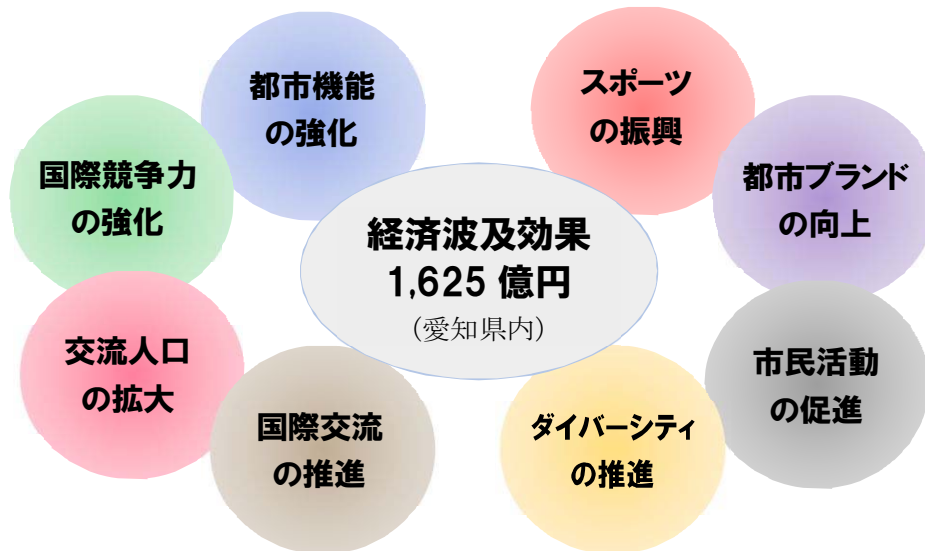 都市機能
の強化
スポーツ
の振興
国際競争力
の強化
都市ブランド
の向上
経済波及効果
1,625 億円
(愛知県内)
交流人口
の拡大
市民活動
の促進
国際交流
の推進
ダイバーシティ
の推進